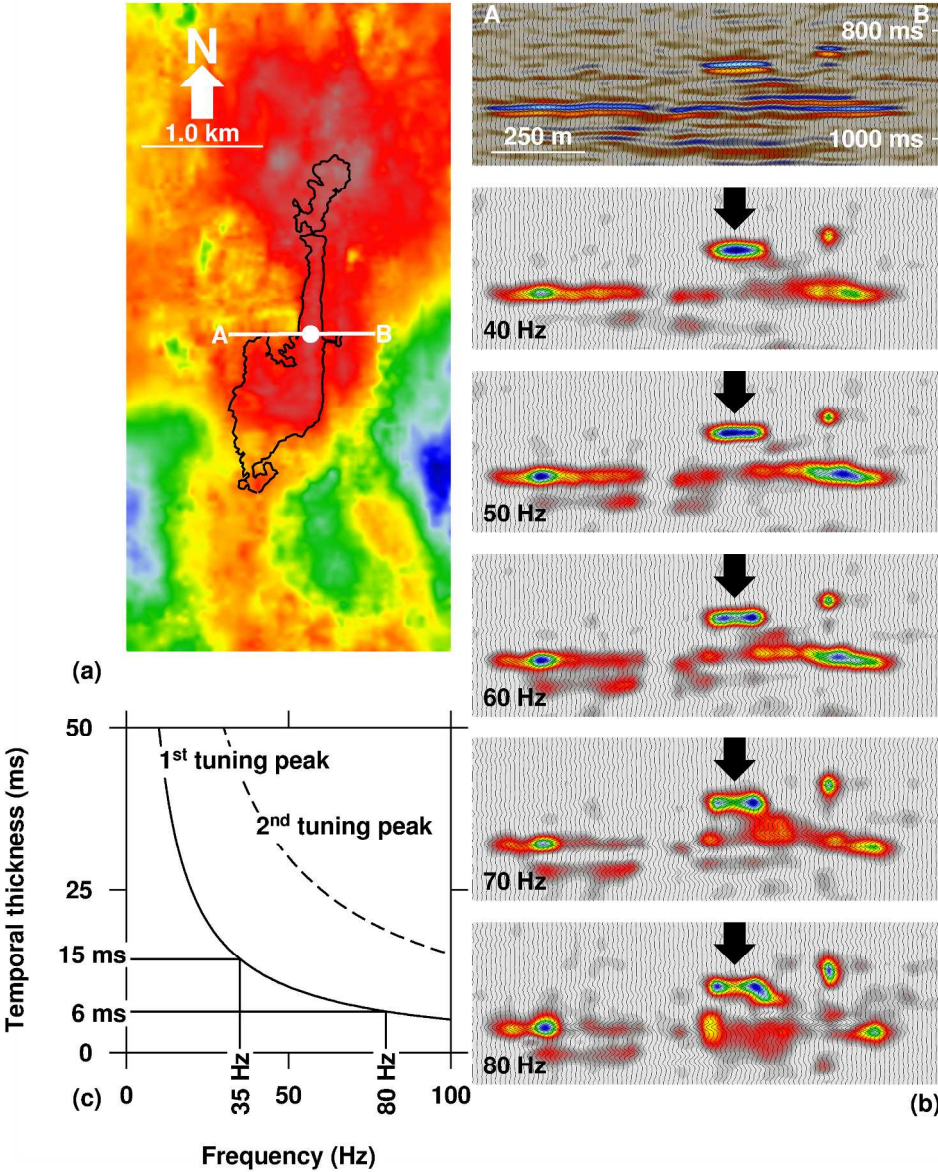 N
1.0 km
A
B
(a)
A
B
800 ms
250 m
1000 ms
40 Hz
50 Hz
60 Hz
70 Hz
80 Hz
(b)
Temporal thickness (ms)
50
25
15 ms
6 ms
0
1st tuning peak
2nd tuning peak
0
35 Hz
50
80 Hz
100
(c)
Frequency (Hz)